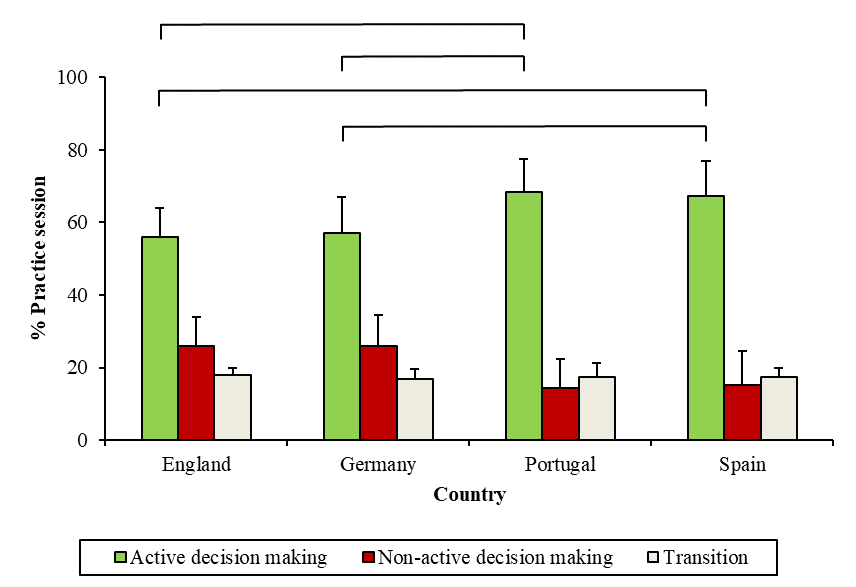 % Practice session
100
80
60
40
20
0
England Germany Portugal Spain
Country
Active decision making Non-active decision making Transition